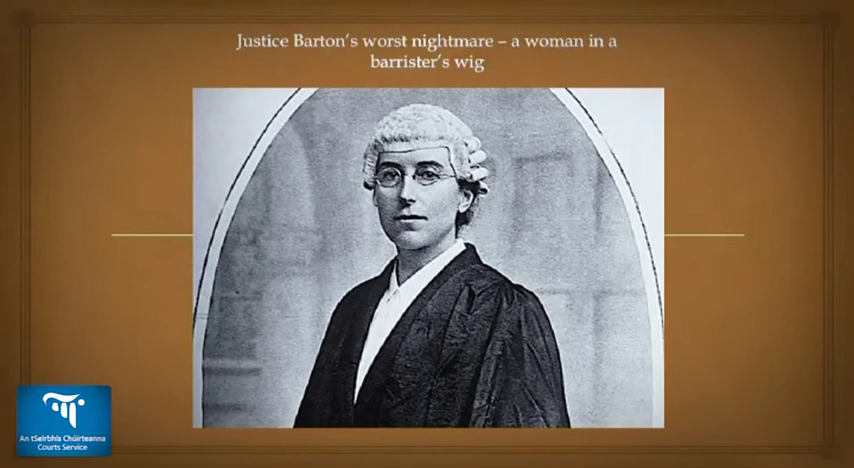 Justice Barton's worst nightmare – a woman in a
barrister's wig
An tSeirbhís Chúirteanna
Courts Service